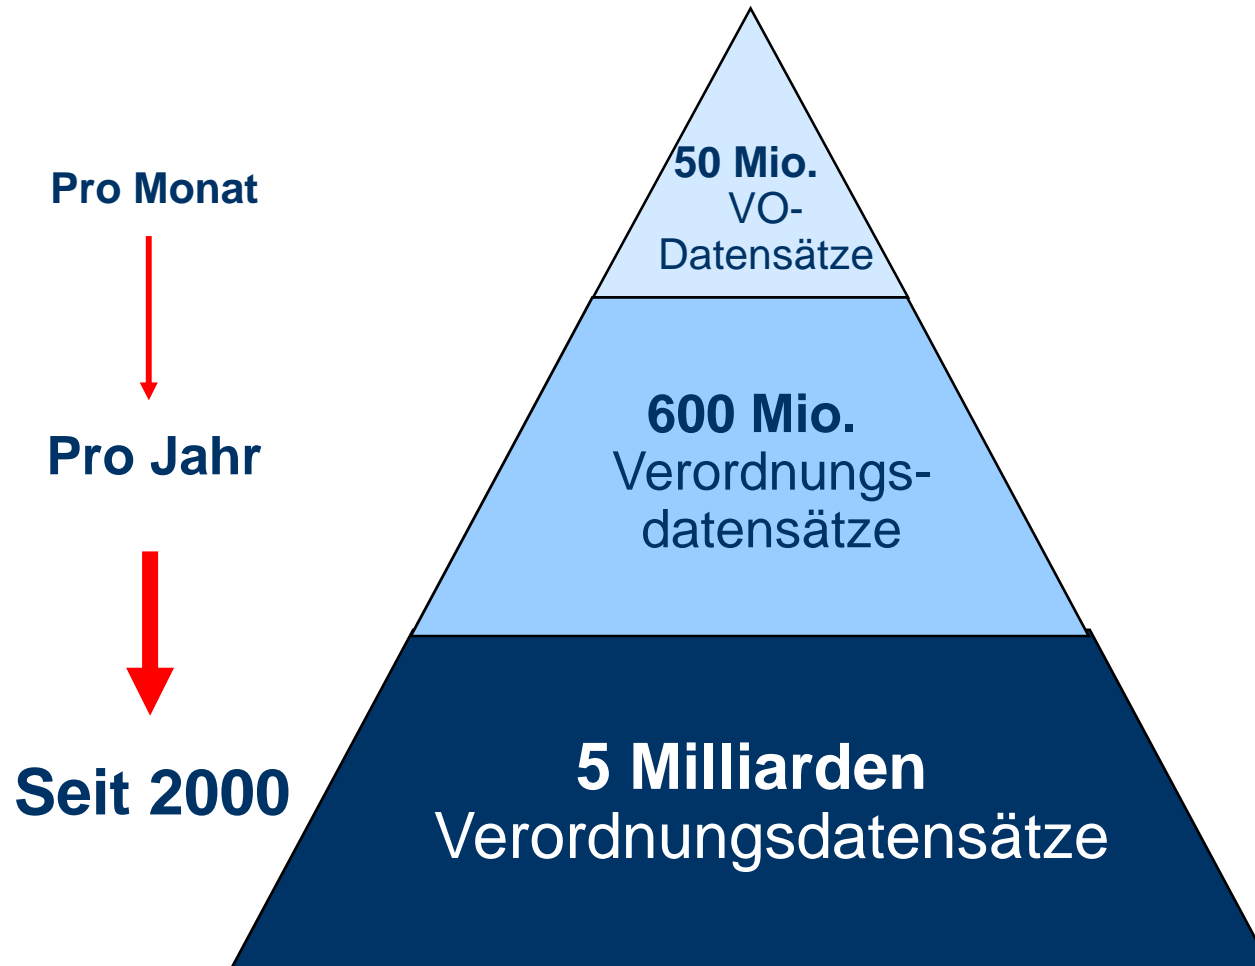 Pro Monat
50 Mio.
VO-
Datensätze
Pro Jahr
600 Mio.
Verordnungs-
datensätze
Seit 2000
5 Milliarden
Verordnungsdatensätze